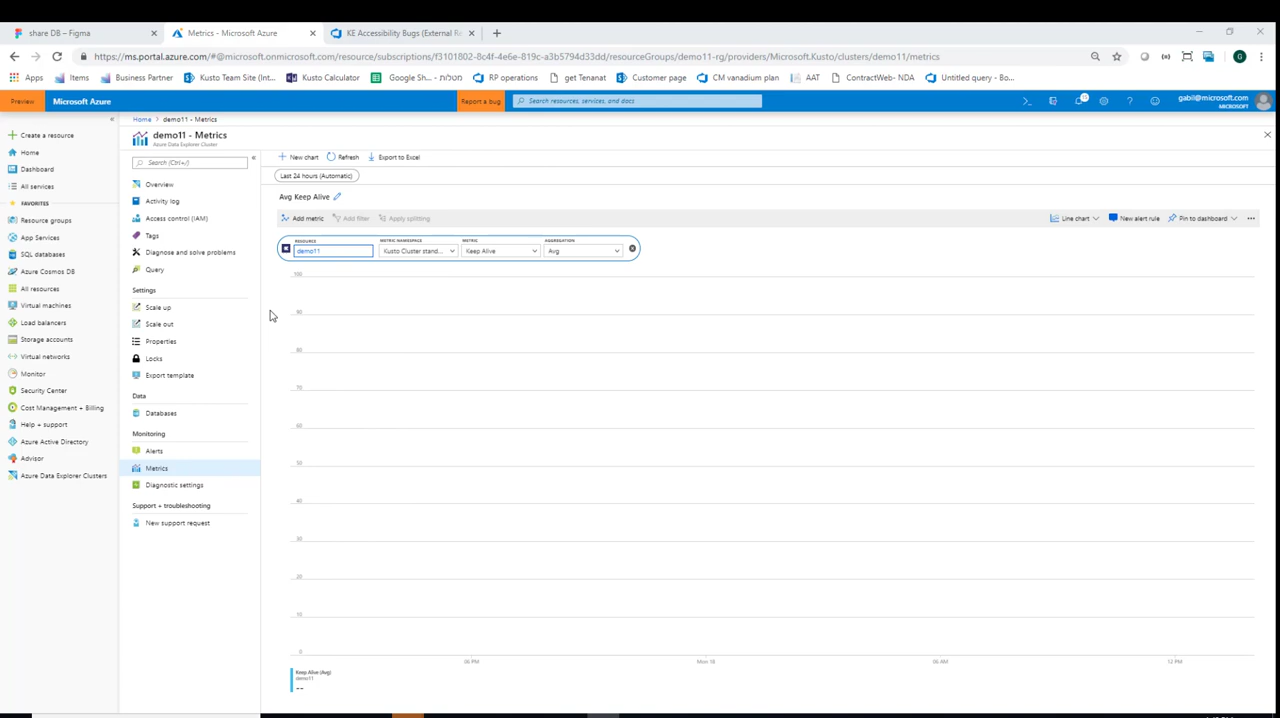 share DB – Figma
Metrics - Microsoft Azure
KE Accessibility Bugs (External R
https://ms.portal.azure.com/#@microsoft.onmicrosoft.com/resource/subscriptions/f3101802-8c4f-4e6e-819c-a3b5794d33dd/resourceGroups/demo11-rg/providers/Microsoft.Kusto/clusters/demo11/metrics
G
Apps
Items
Business Partner
Kusto Team Site (Int...
Kusto Calculator
Google Sh...
RP operations
get Tenanat
Customer page
CM vanadium plan
AAT
ContractWeb- NDA
Untitled query - Bo...
Preview
Microsoft Azure
Report a bug
Search resources, services, and docs
gabil@microsoft.com
MICROSOFT
Create a resource
Home
Dashboard
All services
FAVORITES
Resource groups
App Services
SQL databases
Azure Cosmos DB
All resources
Virtual machines
Load balancers
Storage accounts
Virtual networks
Monitor
Security Center
Cost Management + Billing
Help + support
Azure Active Directory
Advisor
Azure Data Explorer Clusters
Home > demo11 - Metrics
demo11 - Metrics
Azure Data Explorer Cluster
Search (Ctrl+/)
Overview
Activity log
Access control (IAM)
Tags
Diagnose and solve problems
Query
Settings
Scale up
Scale out
Properties
Locks
Export template
Data
Databases
Monitoring
Alerts
Metrics
Diagnostic settings
Support + troubleshooting
New support request
New chart
Refresh
Export to Excel
Last 24 hours (Automatic)
Avg Keep Alive
Add metric
Add filter
Apply splitting
Line chart
New alert rule
Pin to dashboard
RESOURCE
demo11
METRIC NAMESPACE
Kusto Cluster stand...
METRIC
Keep Alive
AGGREGATION
Avg
100
90
80
70
60
50
40
30
20
10
0
06 PM
Mon 18
06 AM
12 PM
Keep Alive (Avg)
demo11
--